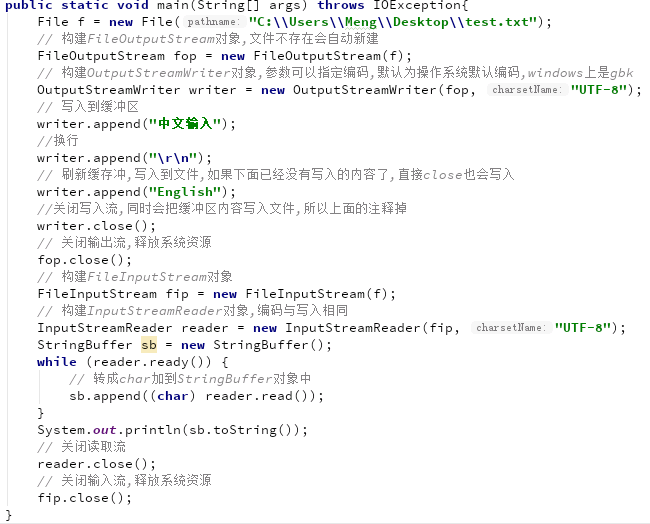 public static void main(String[] args) throws IOException{
File f = new File( pathname: "C:\\Users\\Meng\\Desktop\\test.txt");
// 构建FileOutputStream对象,文件不存在会自动新建
FileOutputStream fop = new FileOutputStream(f);
// 构建OutputStreamWriter对象,参数可以指定编码,默认为操作系统默认编码,windows上是gbk
OutputStreamWriter writer = new OutputStreamWriter(fop, charsetName: "UTF-8");
// 写入到缓冲区
writer.append("中文输入");
//换行
writer.append("\r\n");
// 刷新缓存冲,写入到文件,如果下面已经没有写入的内容了,直接close也会写入
writer.append("English");
//关闭写入流,同时会把缓冲区内容写入文件,所以上面的注释掉
writer.close();
// 关闭输出流,释放系统资源
fop.close();
// 构建FileInputStream对象
FileInputStream fip = new FileInputStream(f);
// 构建InputStreamReader对象,编码与写入相同
InputStreamReader reader = new InputStreamReader(fip, charsetName: "UTF-8");
StringBuffer sb = new StringBuffer();
while (reader.ready()) {
// 转成char加到StringBuffer对象中
sb.append((char) reader.read());
}
System.out.println(sb.toString());
// 关闭读取流
reader.close();
// 关闭输入流,释放系统资源
fip.close();
}